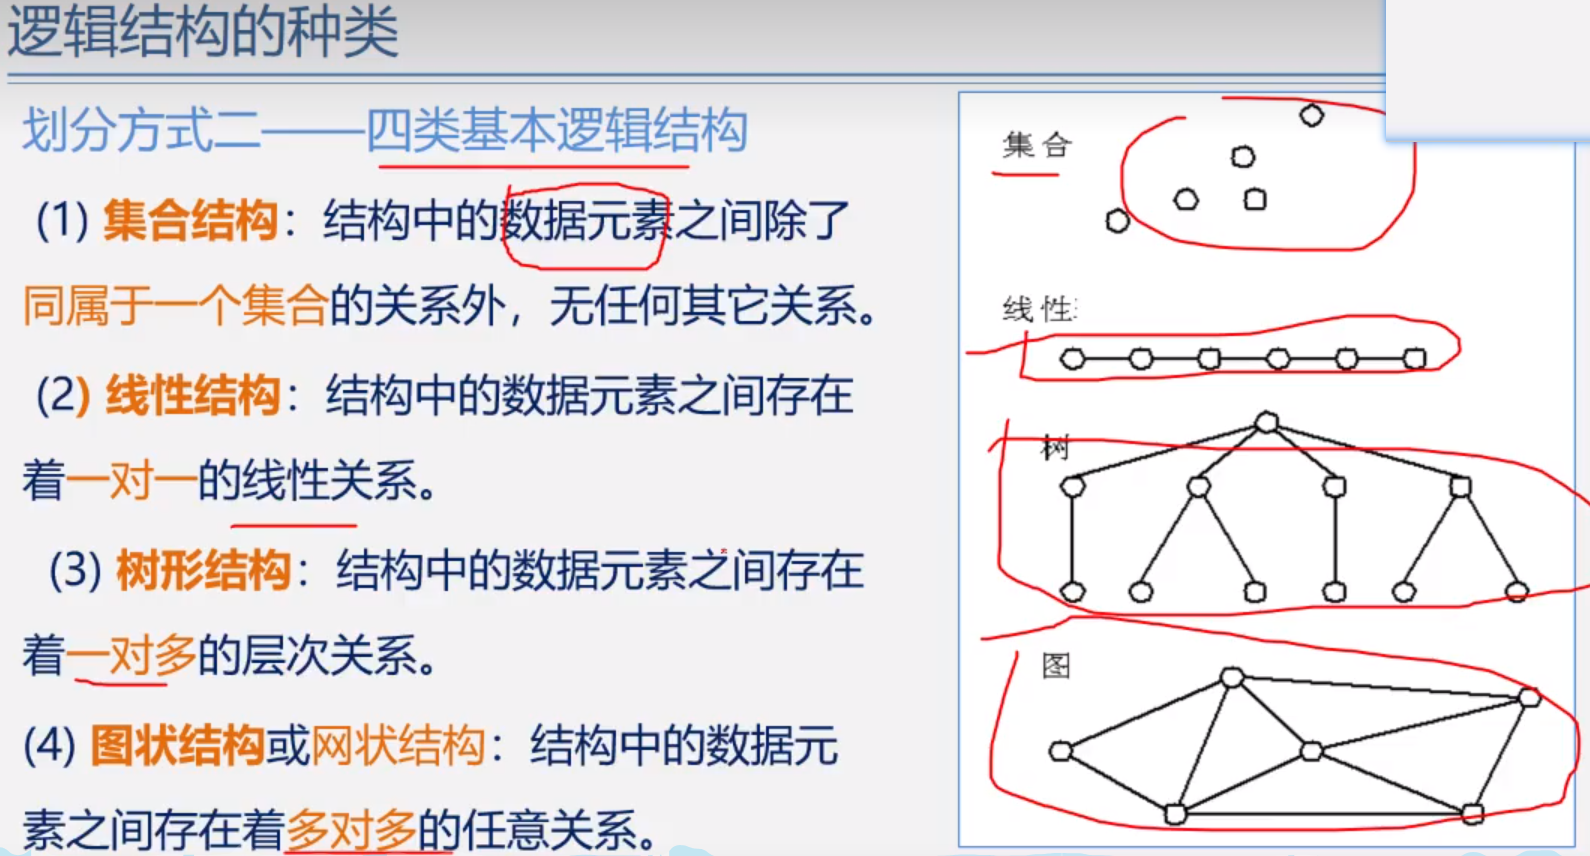 逻辑结构的种类
划分方式二——四类基本逻辑结构
(1) 集合结构：结构中的数据元素之间除了
同属于一个集合的关系外，无任何其它关系。
(2) 线性结构：结构中的数据元素之间存在
着一对一的线性关系。
(3) 树形结构：结构中的数据元素之间存在
着一对多的层次关系。
(4) 图状结构或网状结构：结构中的数据元
素之间存在着多对多的任意关系。
集合
线性
树
图